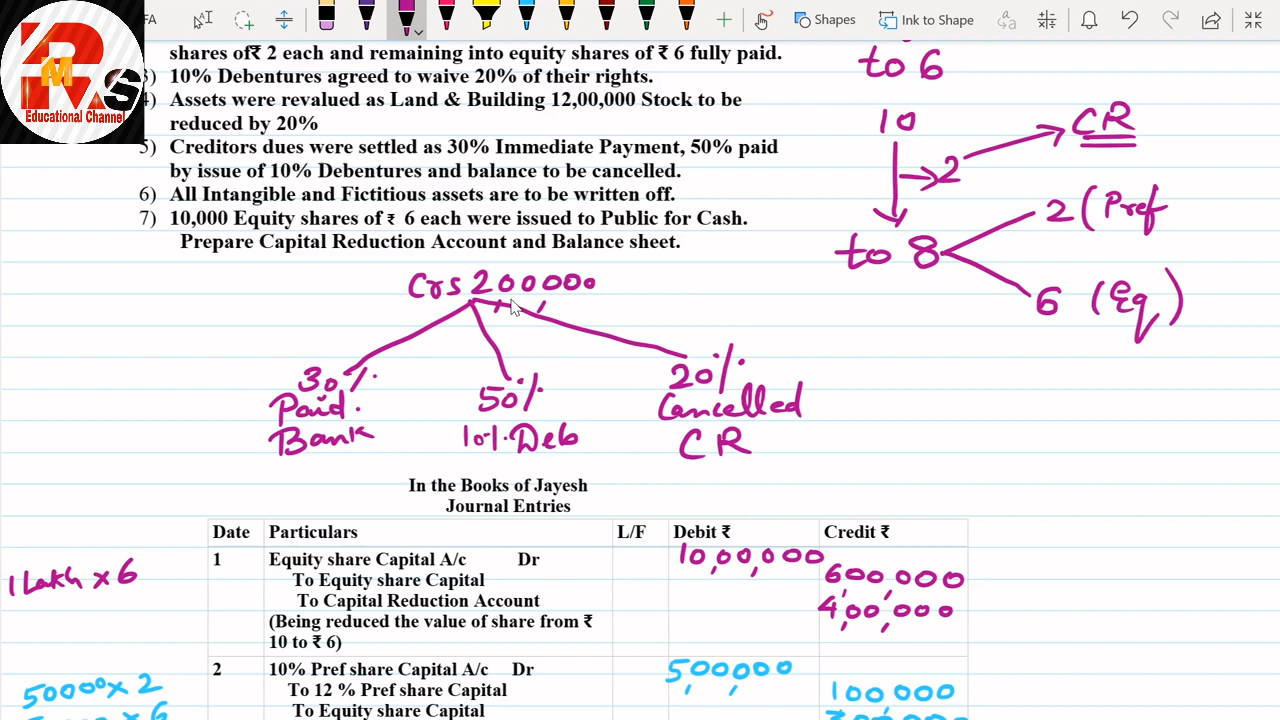 FA
Shapes
Ink to Shape
RMS
Educational Channel
shares of₹ 2 each and remaining into equity shares of ₹ 6 fully paid.
3) 10% Debentures agreed to waive 20% of their rights.
4) Assets were revalued as Land & Building 12,00,000 Stock to be
reduced by 20%
5) Creditors dues were settled as 30% Immediate Payment, 50% paid
by issue of 10% Debentures and balance to be cancelled.
6) All Intangible and Fictitious assets are to be written off.
7) 10,000 Equity shares of ₹ 6 each were issued to Public for Cash.
Prepare Capital Reduction Account and Balance sheet.
to 6
10
2
CR
to 8
2 (Pref
6 (Eq)
Crs 200000
30%
Paid.
Bank
50%
10%.Deb
20%
Cancelled
CR
In the Books of Jayesh
Journal Entries
Date Particulars L/F Debit ₹ Credit ₹
1 Equity share Capital A/c Dr 10,00,000
To Equity share Capital 6,00,000
To Capital Reduction Account 4,00,000
(Being reduced the value of share from ₹
10 to ₹ 6)
1 Lakh x 6
2 10% Pref share Capital A/c Dr 5,00,000
To 12 % Pref share Capital 100000
To Equity share Capital
50000 x 2
x 6